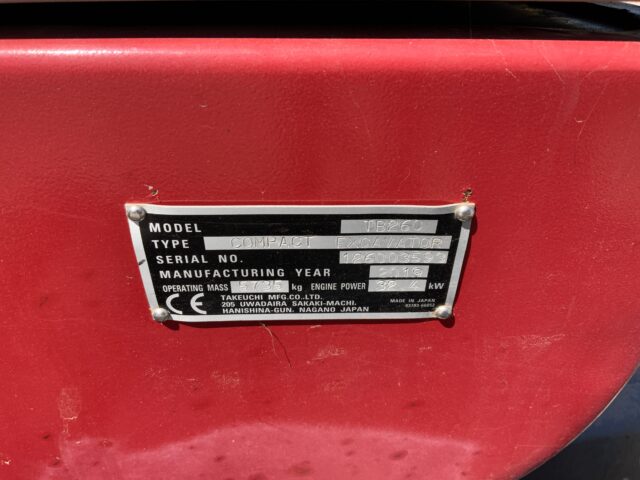 MODEL TB260
TYPE COMPACT EXCAVATOR
SERIAL NO.
MANUFACTURING YEAR
OPERATING MASS kg ENGINE POWER kW
CE TAKEUCHI MFG.CO.LTD.
205 UWADAIRA SAKAKI-MACHI.
HANISHINA-GUN. NAGANO JAPAN
MADE IN JAPAN